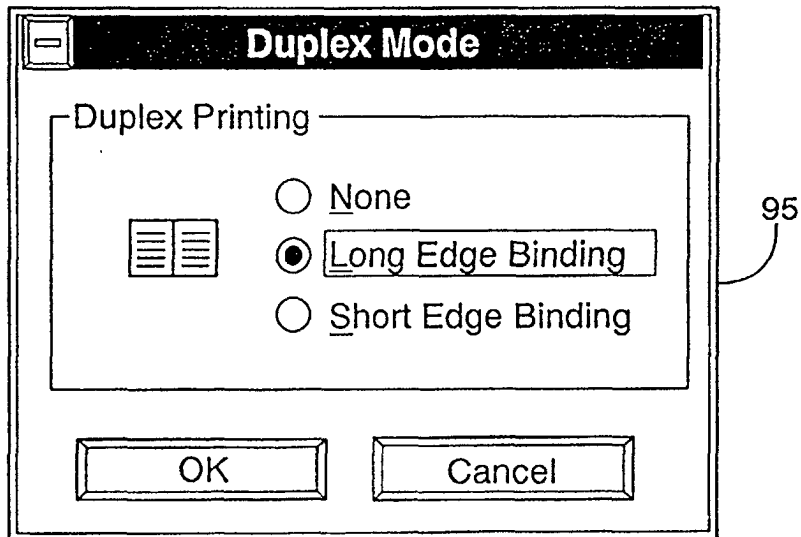 Duplex Mode
Duplex Printing
None
Long Edge Binding
Short Edge Binding
95
OK
Cancel